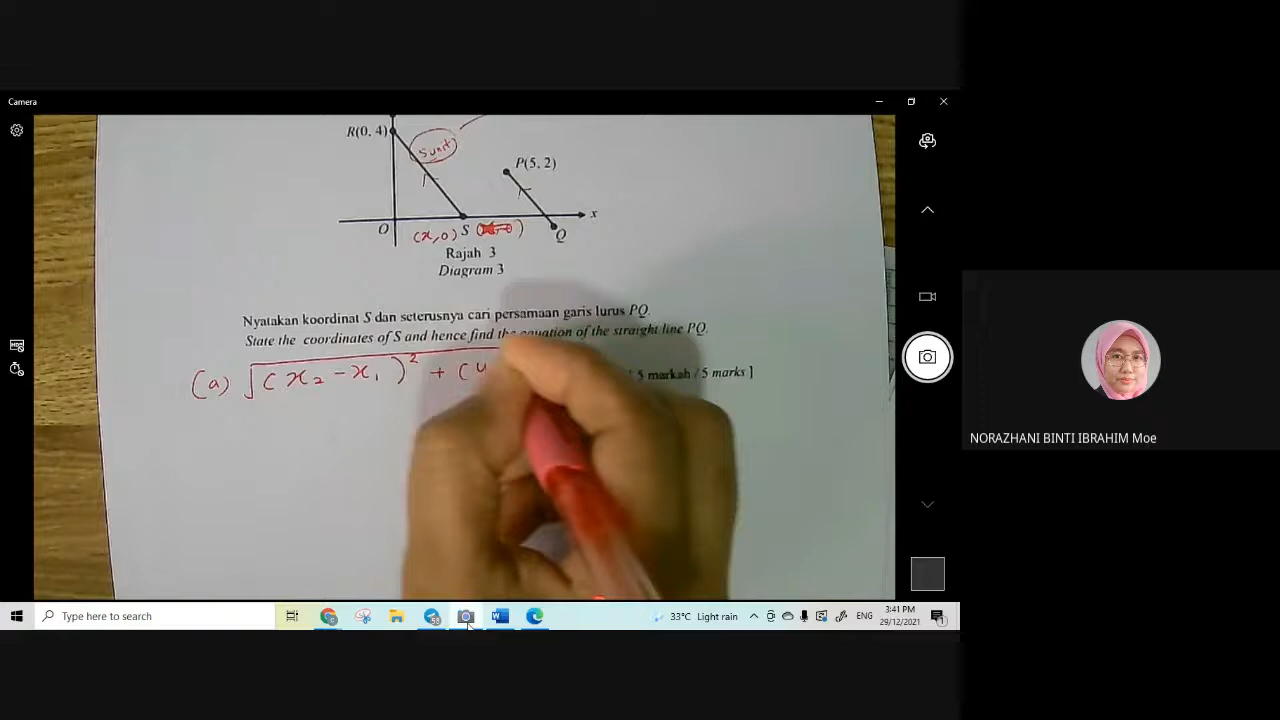 Camera
R(0, 4)
5 unit
P(5, 2)
x
O
(x,0) S
Q
Rajah 3
Diagram 3
Nyatakan koordinat S dan seterusnya cari persamaan garis lurus PQ.
State the coordinates of S and hence find the equation of the straight line PQ.
(a) √(x₂ - x₁)² + (y
5 markah / 5 marks ]
NORAZHANI BINTI IBRAHIM Moe
Type here to search
33°C Light rain
ENG
3:41 PM
29/12/2021